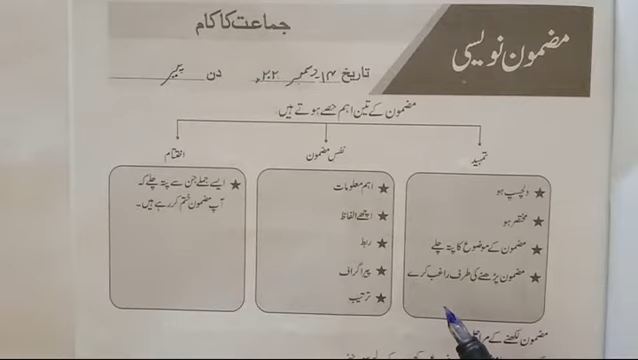 جماعت کا کام
مضمون نویسی
تاریخ ۱۴ دسمبر ۲۰۲۲ء دن پیر
مضمون کے تین اہم حصے ہوتے ہیں:
تمہید
★ دلچسپ ہو
★ مختصر ہو
★ مضمون کے موضوع کا پتہ چلے
★ مضمون پڑھنے کی طرف راغب کرے
نفس مضمون
★ اہم معلومات
★ اچھے الفاظ
★ ربط
★ پیراگراف
★ ترتیب
اختتام
★ ایسے جملے جن سے پتہ چلے کہ
آپ مضمون ختم کر رہے ہیں۔
مضمون لکھنے کے مراحل